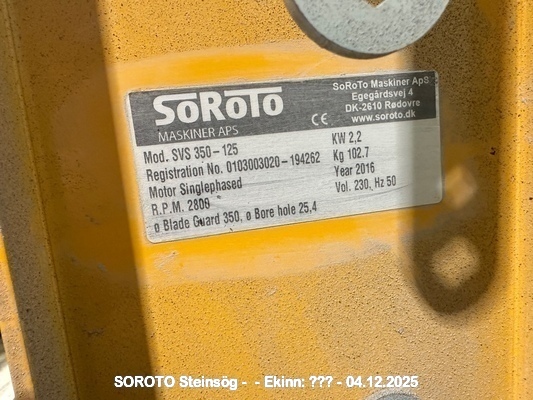 SoRoTo
MASKINER APS
CE
SoRoTo Maskiner ApS
Egegårdsvej 4
DK-2610 Rødovre
www.soroto.dk
Mod. SVS 350-125
Registration No. 0103003020-194262
Motor Singlephased
R.P.M. 2800
ø Blade Guard 350, ø Bore hole 25,4
KW 2,2
Kg 102.7
Year 2016
Vol. 230, Hz 50
SOROTO Steinsög - - Ekinn: ??? - 04.12.2025